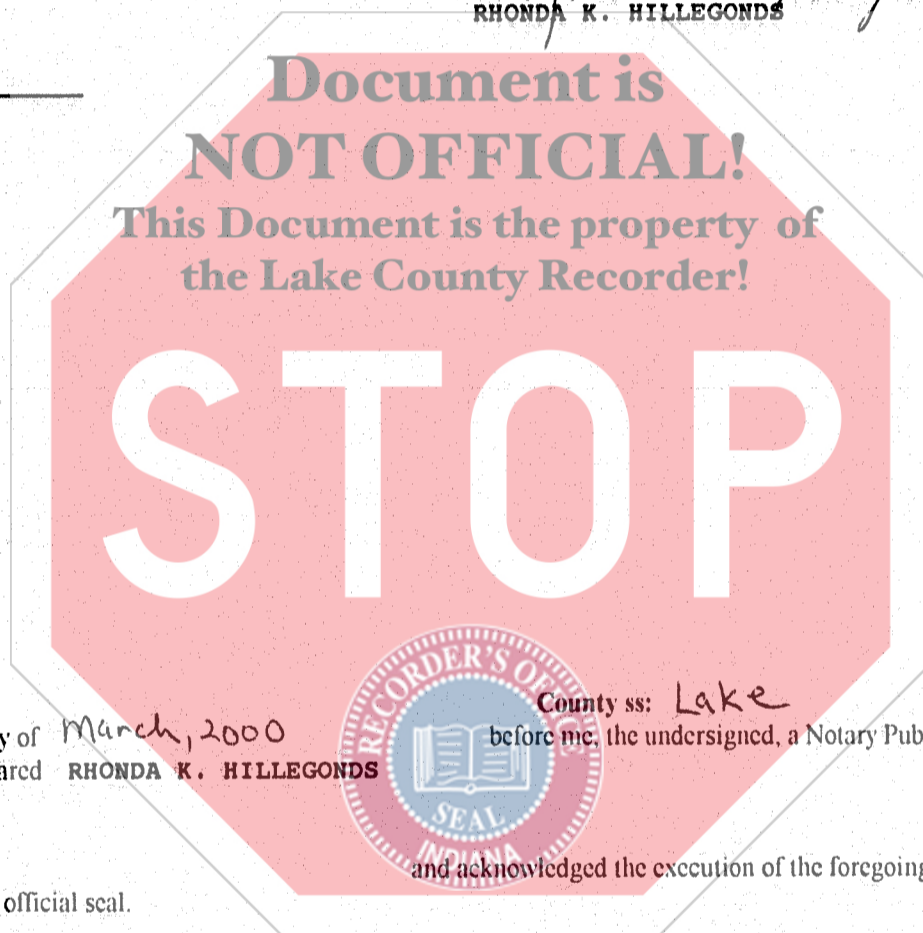 RHONDA K. HILLEGONDS
Document is
NOT OFFICIAL!
This Document is the property of
the Lake County Recorder!
STOP
RECORDER'S OFFICE
SEAL
INDIANA
County ss: Lake
y of March, 2000
before me, the undersigned, a Notary Pub
ared RHONDA K. HILLEGONDS
and acknowledged the execution of the foregoing
official seal.